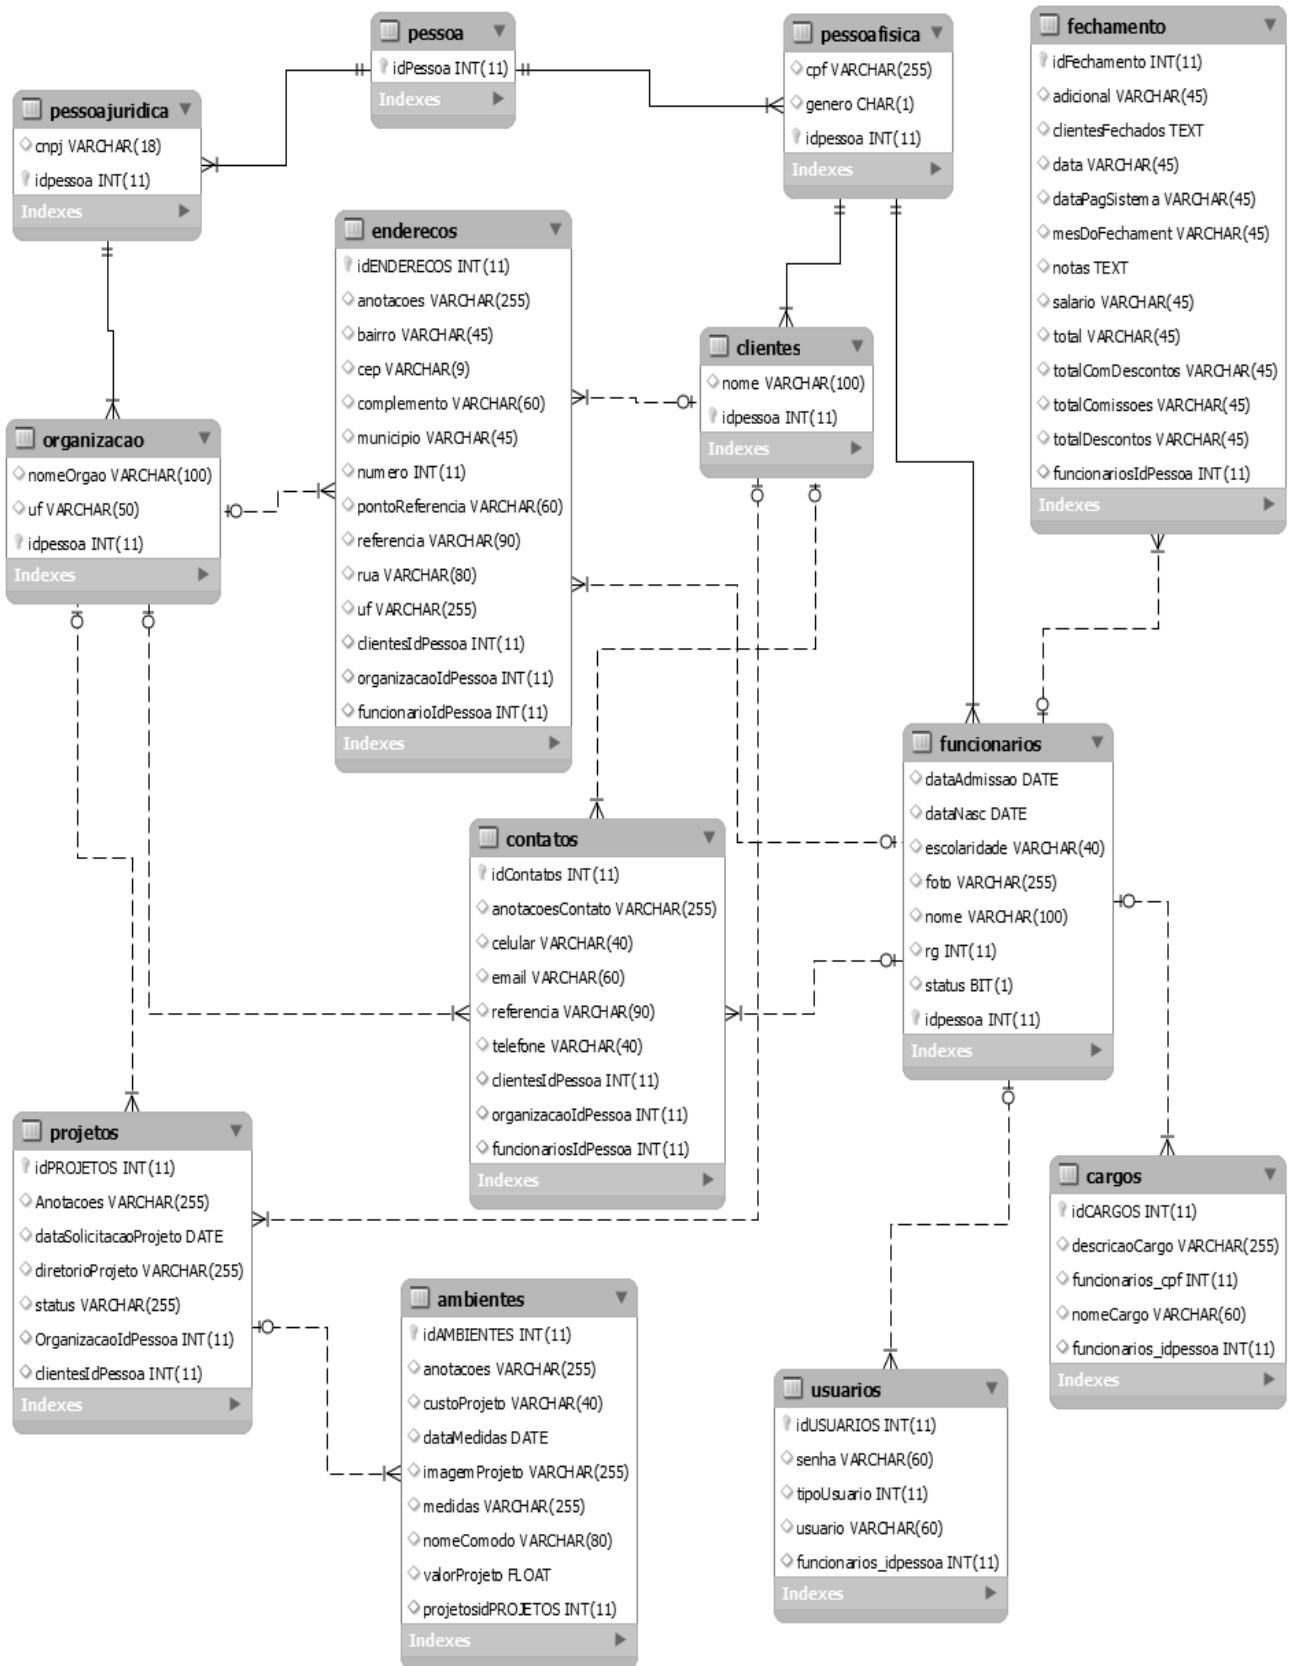 pessoa
idPessoa INT(11)
Indexes
pessoafisica
cpf VARCHAR(255)
genero CHAR(1)
idpessoa INT(11)
Indexes
fechamento
idFechamento INT(11)
adicional VARCHAR(45)
clientesFechados TEXT
data VARCHAR(45)
dataPagSistema VARCHAR(45)
mesDoFechament VARCHAR(45)
notas TEXT
salario VARCHAR(45)
total VARCHAR(45)
totalComDescontos VARCHAR(45)
totalComissoes VARCHAR(45)
totalDescontos VARCHAR(45)
funcionariosIdPessoa INT(11)
Indexes
pessoajuridica
cnpj VARCHAR(18)
idpessoa INT(11)
Indexes
enderecos
idENDERECOS INT(11)
anotacoes VARCHAR(255)
bairro VARCHAR(45)
cep VARCHAR(9)
complemento VARCHAR(60)
municipio VARCHAR(45)
numero INT(11)
pontoReferencia VARCHAR(60)
referencia VARCHAR(90)
rua VARCHAR(80)
uf VARCHAR(255)
clientesIdPessoa INT(11)
organizacaoIdPessoa INT(11)
funcionarioIdPessoa INT(11)
Indexes
clientes
nome VARCHAR(100)
idpessoa INT(11)
Indexes
organizacao
nomeOrgao VARCHAR(100)
uf VARCHAR(50)
idpessoa INT(11)
Indexes
funcionarios
dataAdmissao DATE
dataNasc DATE
escolaridade VARCHAR(40)
foto VARCHAR(255)
nome VARCHAR(100)
rg INT(11)
status BIT(1)
idpessoa INT(11)
Indexes
contatos
idContatos INT(11)
anotacoesContato VARCHAR(255)
celular VARCHAR(40)
email VARCHAR(60)
referencia VARCHAR(90)
telefone VARCHAR(40)
clientesIdPessoa INT(11)
organizacaoIdPessoa INT(11)
funcionariosIdPessoa INT(11)
Indexes
projetos
idPROJETOS INT(11)
Anotacoes VARCHAR(255)
dataSolicitacaoProjeto DATE
diretorioProjeto VARCHAR(255)
status VARCHAR(255)
OrganizacaoIdPessoa INT(11)
clientesIdPessoa INT(11)
Indexes
cargos
idCARGOS INT(11)
descricaoCargo VARCHAR(255)
funcionarios_cpf INT(11)
nomeCargo VARCHAR(60)
funcionarios_idpessoa INT(11)
Indexes
ambientes
idAMBIENTES INT(11)
anotacoes VARCHAR(255)
custoProjeto VARCHAR(40)
dataMedidas DATE
imagemProjeto VARCHAR(255)
medidas VARCHAR(255)
nomeComodo VARCHAR(80)
valorProjeto FLOAT
projetosidPROJETOS INT(11)
Indexes
usuarios
idUSUARIOS INT(11)
senha VARCHAR(60)
tipoUsuario INT(11)
usuario VARCHAR(60)
funcionarios_idpessoa INT(11)
Indexes